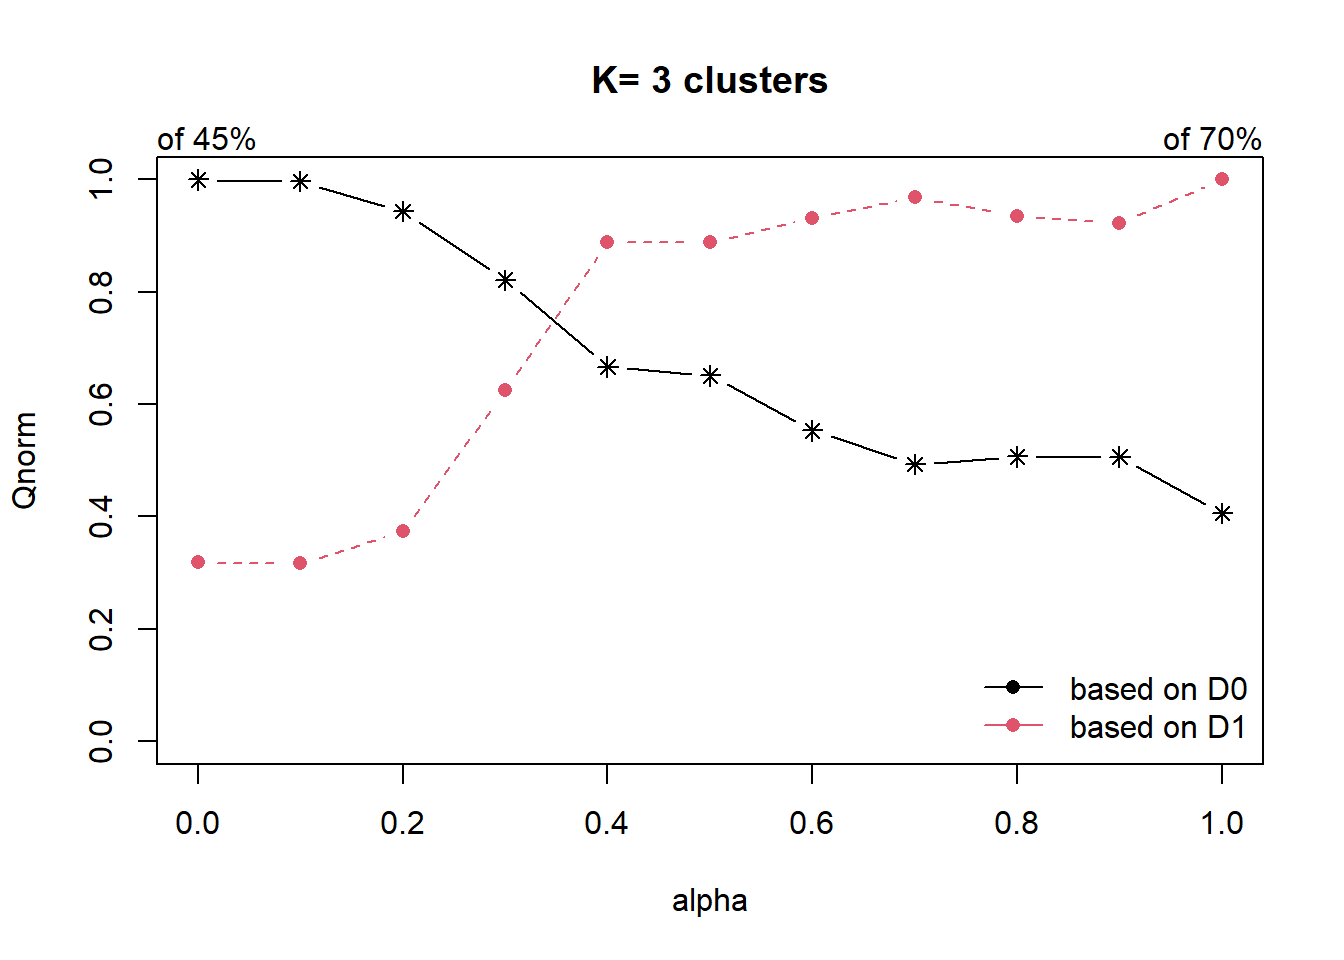 K= 3 clusters
of 45%
of 70%
Qnorm
1.0
0.8
0.6
0.4
0.2
0.0
based on D0
based on D1
0.0 0.2 0.4 0.6 0.8 1.0
alpha